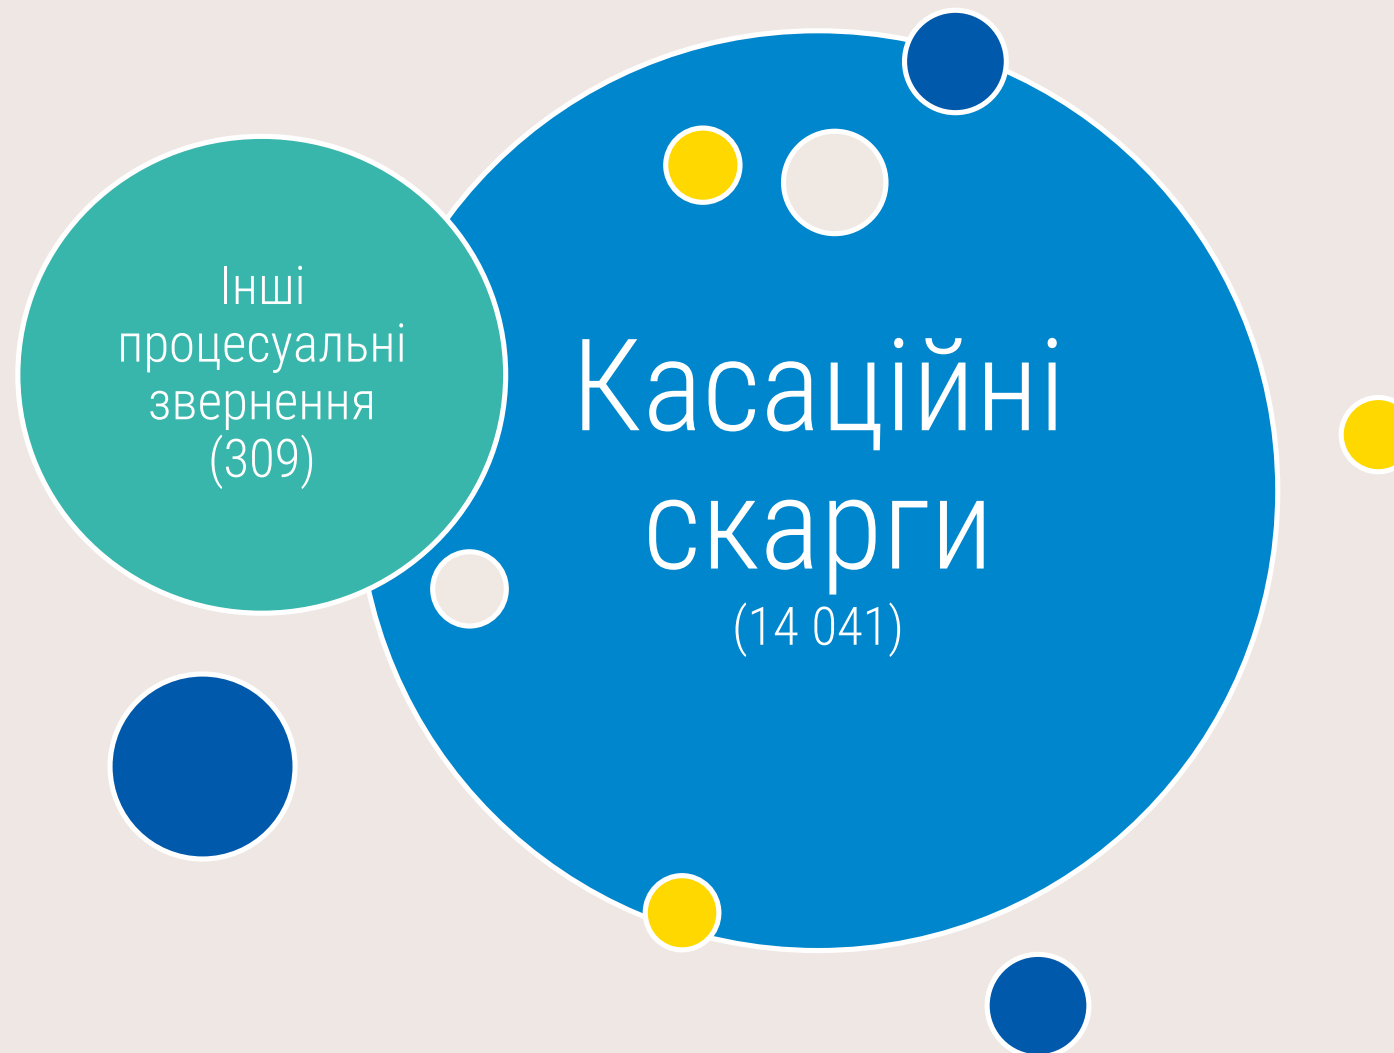 Інші
процесуальні
звернення
(309)
Касаційні
скарги
(14 041)